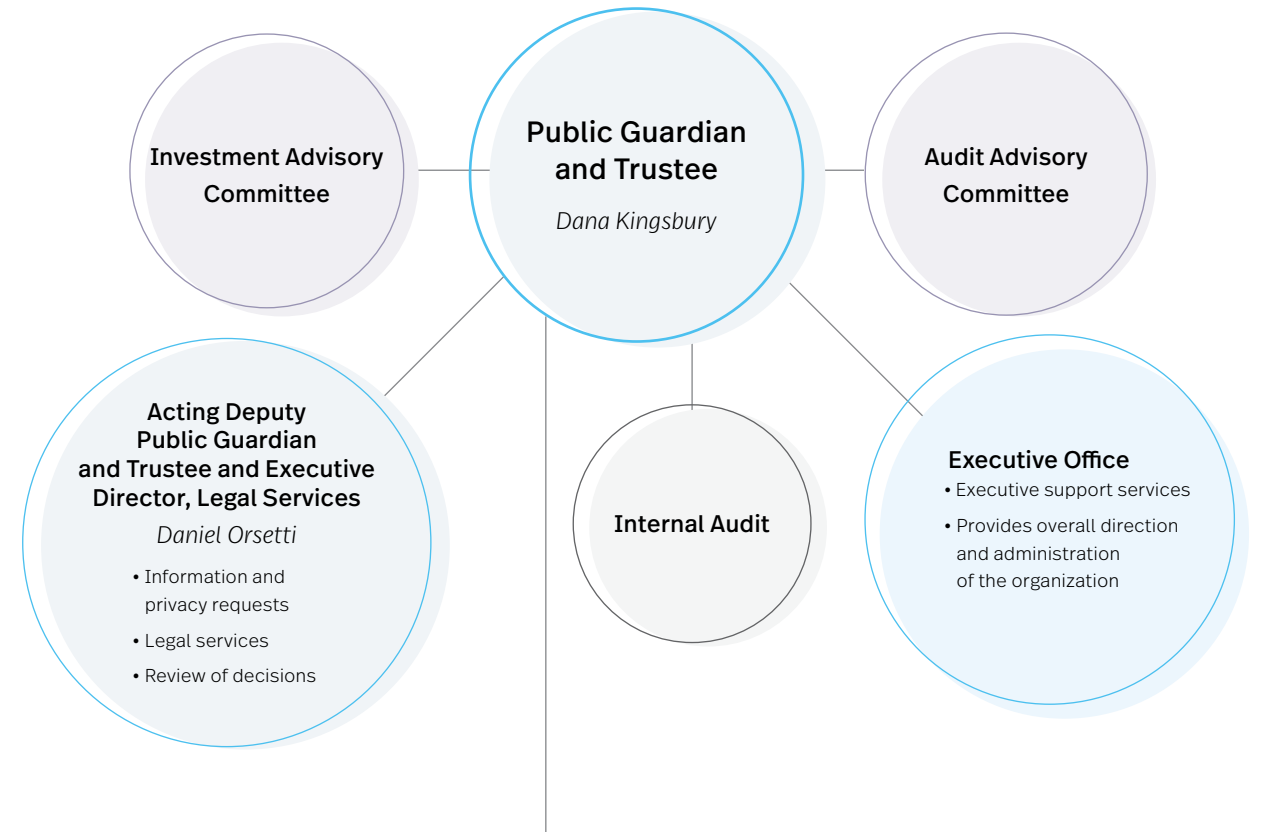 Investment Advisory
Committee
Public Guardian
and Trustee
Dana Kingsbury
Audit Advisory
Committee
Acting Deputy
Public Guardian
and Trustee and Executive
Director, Legal Services
Daniel Orsetti
• Information and
privacy requests
• Legal services
• Review of decisions
Internal Audit
Executive Office
• Executive support services
• Provides overall direction
and administration
of the organization